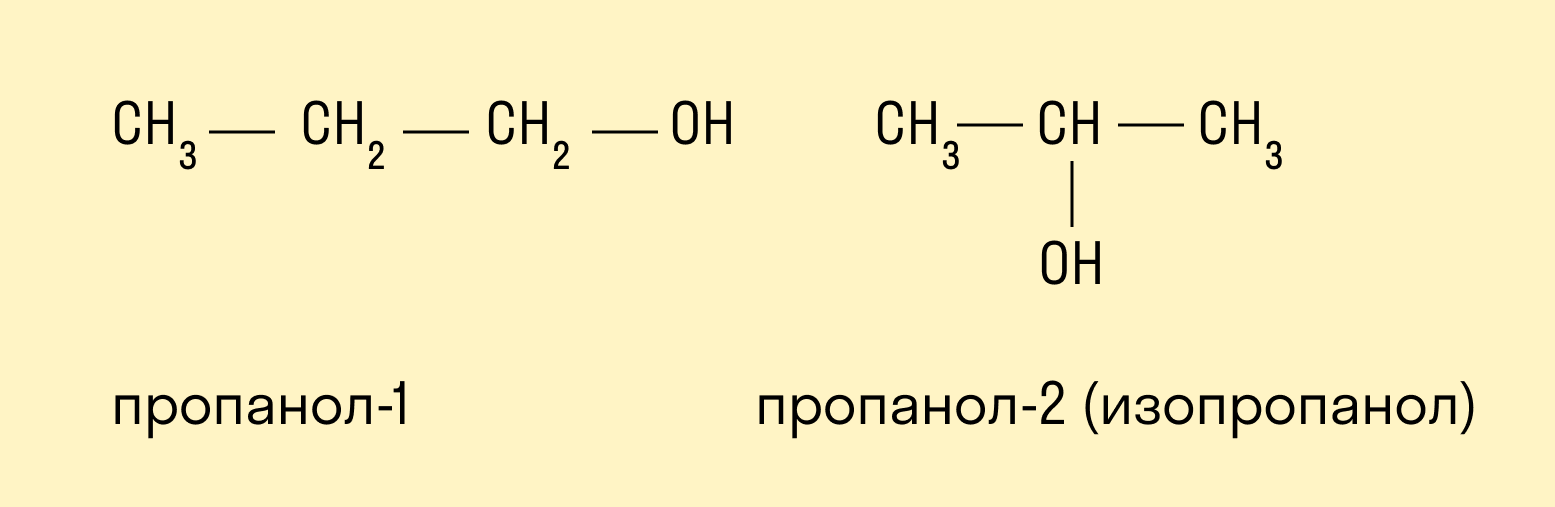 CH₃ — CH₂ — CH₂ — OH
CH₃ — CH — CH₃
OH
пропанол-1
пропанол-2 (изопропанол)